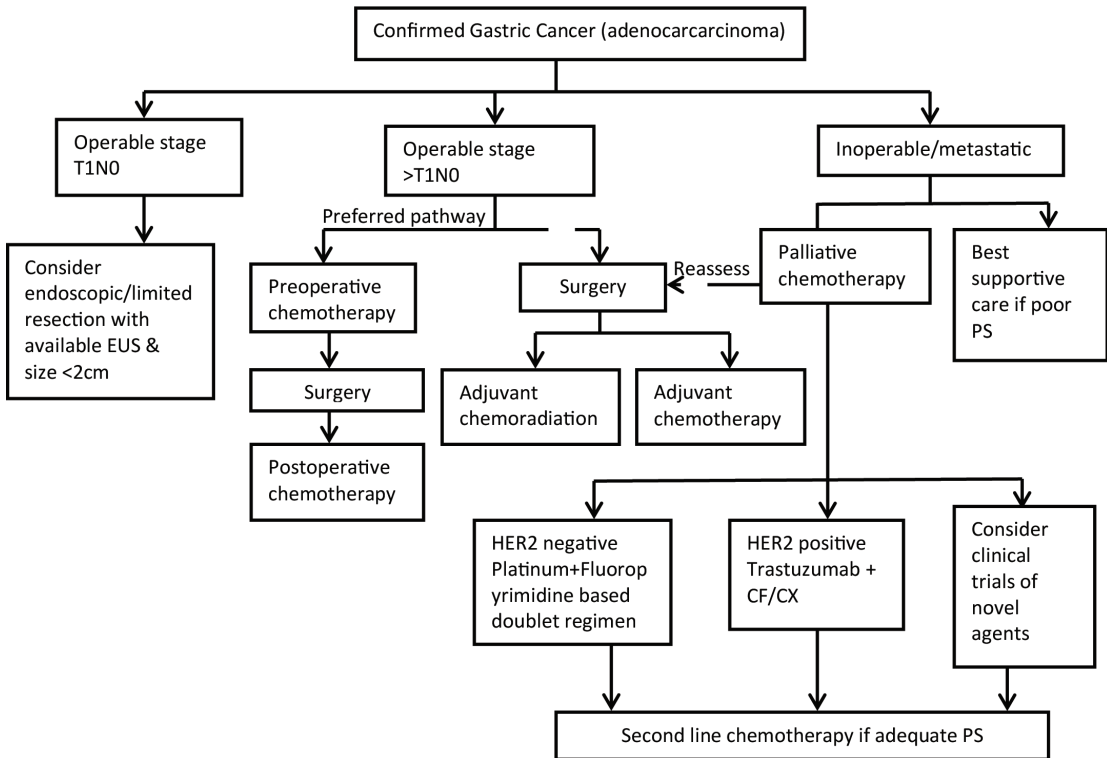 Confirmed Gastric Cancer (adenocarcarcinoma)
Operable stage
T1N0
Operable stage
>T1N0
Inoperable/metastatic
Preferred pathway
Consider
endoscopic/limited
resection with
available EUS &
size <2cm
Preoperative
chemotherapy
Surgery
Reassess
Palliative
chemotherapy
Best
supportive
care if poor
PS
Surgery
Adjuvant
chemoradiation
Adjuvant
chemotherapy
Postoperative
chemotherapy
HER2 negative
Platinum+Fluorop
yrimidine based
doublet regimen
HER2 positive
Trastuzumab +
CF/CX
Consider
clinical
trials of
novel
agents
Second line chemotherapy if adequate PS